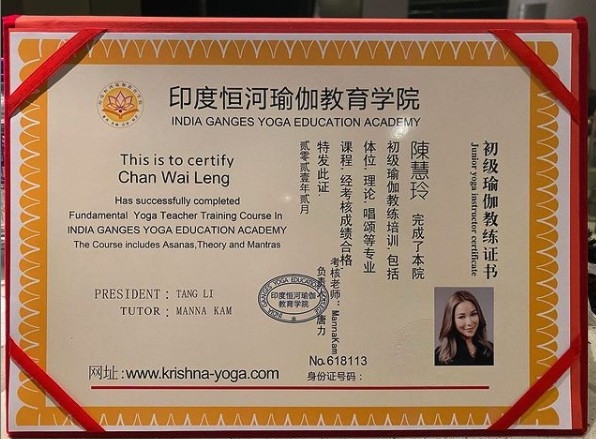 印度恒河瑜伽教育学院
INDIA GANGES YOGA EDUCATION ACADEMY
This is to certify
Chan Wai Leng
Has successfully completed
Fundamental Yoga Teacher Training Course In
INDIA GANGES YOGA EDUCATION ACADEMY
The Course includes Asanas,Theory and Mantras
PRESIDENT : TANG LI
TUTOR: MANNA KAM
初级瑜伽教练证书
Junior yoga instructor certificate
陳慧玲 完成了本院
初级瑜伽教练培训 包括
体位.理论.唱颂等专业
课程.经考核成绩合格
特发此证.
贰零贰壹年贰月
考核老师：MannaKam
负责 唐力
GANGES YOGA EDUCATION
印度恒河瑜伽
教育学院
No.618113
身份证号码：
网址:www.krishna-yoga.com